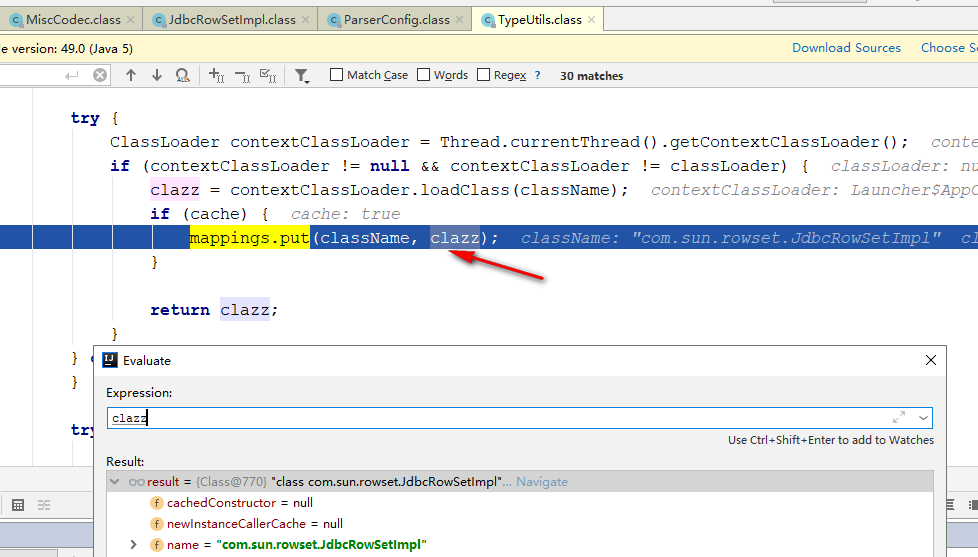 MiscCodec.class JdbcRowSetImpl.class ParserConfig.class TypeUtils.class
e version: 49.0 (Java 5) Download Sources Choose
Match Case Words Regex ? 30 matches
try {
ClassLoader contextClassLoader = Thread.currentThread().getContextClassLoader(); conte
if (contextClassLoader != null && contextClassLoader != classLoader) { classLoader: nu
clazz = contextClassLoader.loadClass(className); contextClassLoader: Launcher$AppC
if (cache) { cache: true
mappings.put(className, clazz); className: "com.sun.rowset.JdbcRowSetImpl" cl
}
return clazz;
}
}
Evaluate
}
Expression:
clazz
try
Use Ctrl+Shift+Enter to add to Watches
Result:
result = {Class@770} "class com.sun.rowset.JdbcRowSetImpl"... Navigate
f cachedConstructor = null
f newInstanceCallerCache = null
f name = "com.sun.rowset.JdbcRowSetImpl"